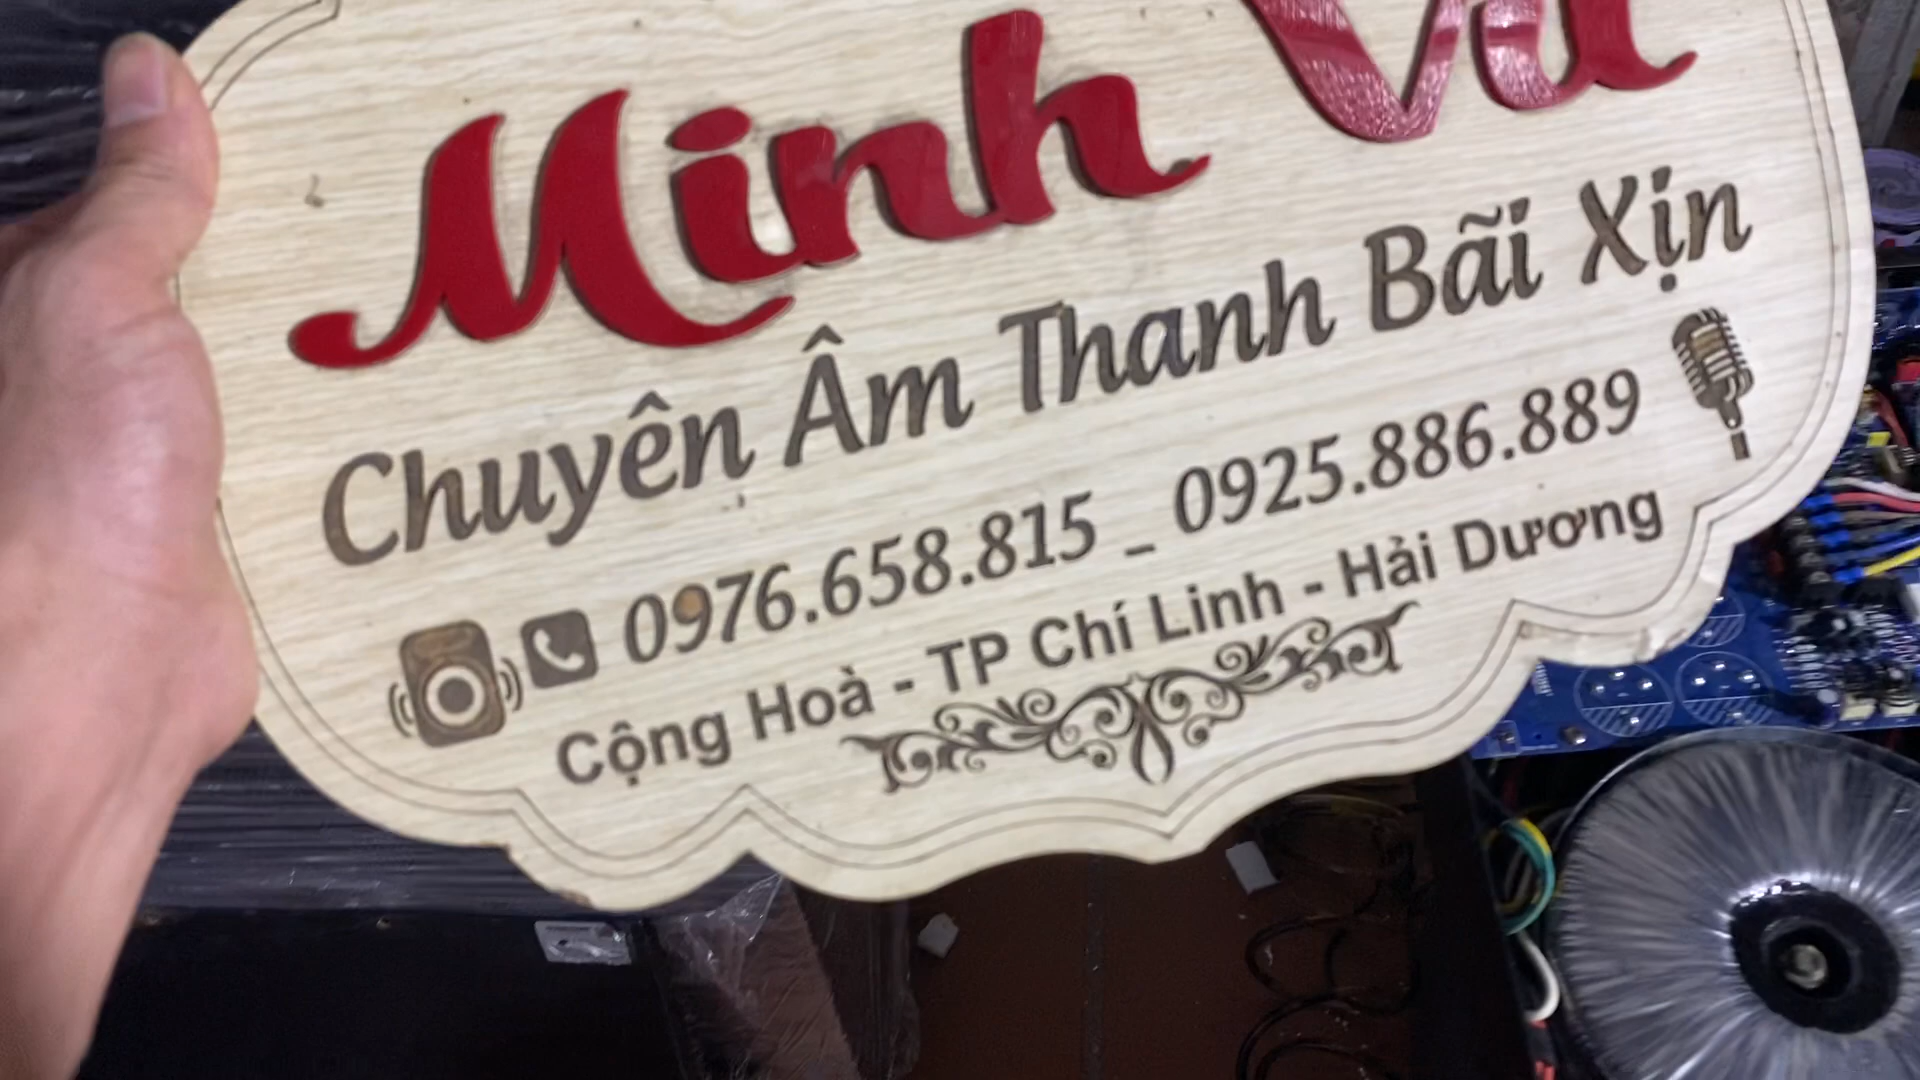 Minh Vũ
Chuyên Âm Thanh Bãi Xịn
0976.658.815 _ 0925.886.889
Cộng Hoà - TP Chí Linh - Hải Dương